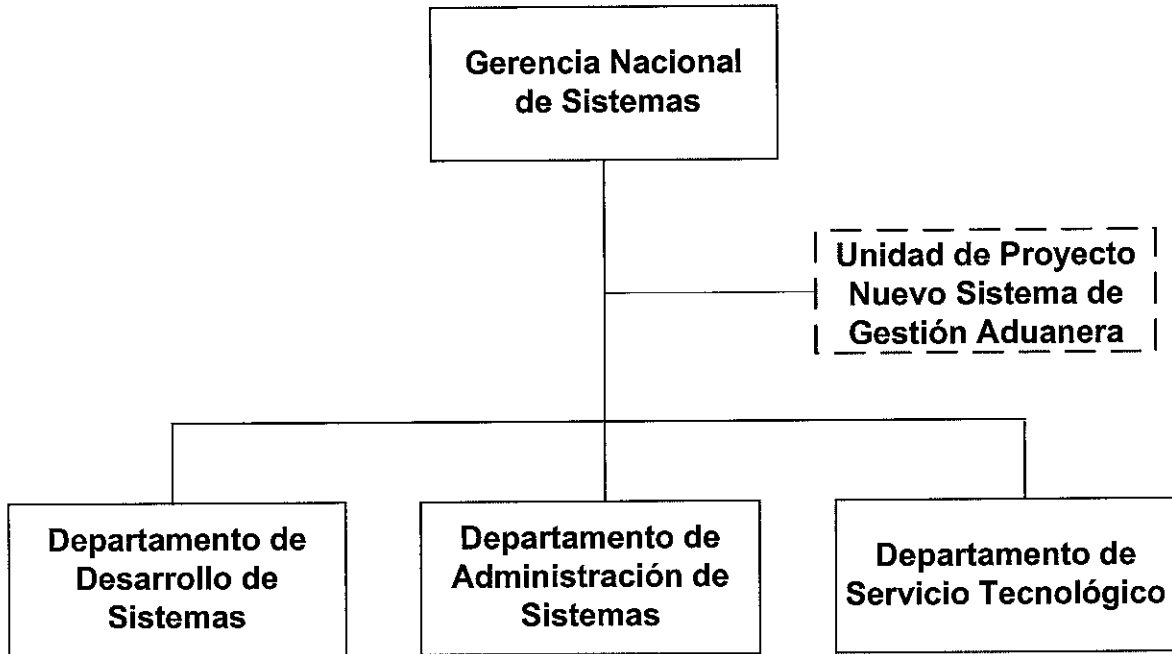 Gerencia Nacional
de Sistemas
Unidad de Proyecto
Nuevo Sistema de
Gestión Aduanera
Departamento de
Desarrollo de
Sistemas
Departamento de
Administración de
Sistemas
Departamento de
Servicio Tecnológico